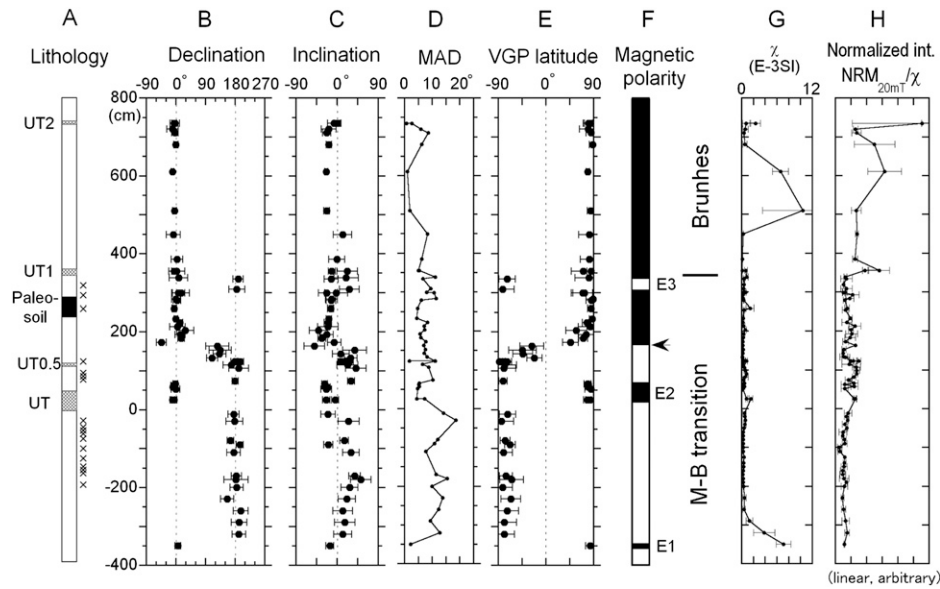 A B C D E F G H
Lithology Declination Inclination MAD VGP latitude Magnetic polarity χ (E-3SI) Normalized int. NRM20mT/χ
-90 0 90 180 270 -90 0 90 0 10 20° -90 0 90 0 12
800
(cm)
UT2
600
400
UT1
E3
Paleo-
soil
200
UT0.5
E2
UT
0
-200
E1
-400
Brunhes
M-B transition
(linear, arbitrary)